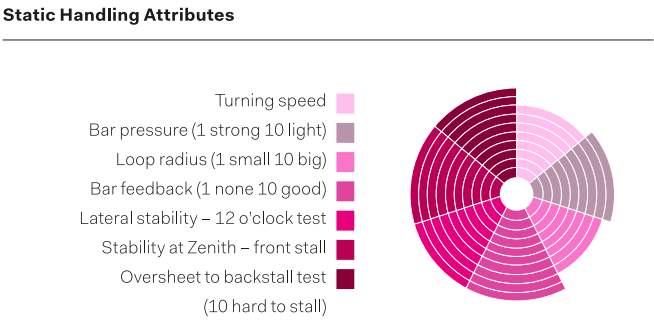 Static Handling Attributes
Turning speed
Bar pressure (1 strong 10 light)
Loop radius (1 small 10 big)
Bar feedback (1 none 10 good)
Lateral stability – 12 o'clock test
Stability at Zenith – front stall
Oversheet to backstall test
(10 hard to stall)